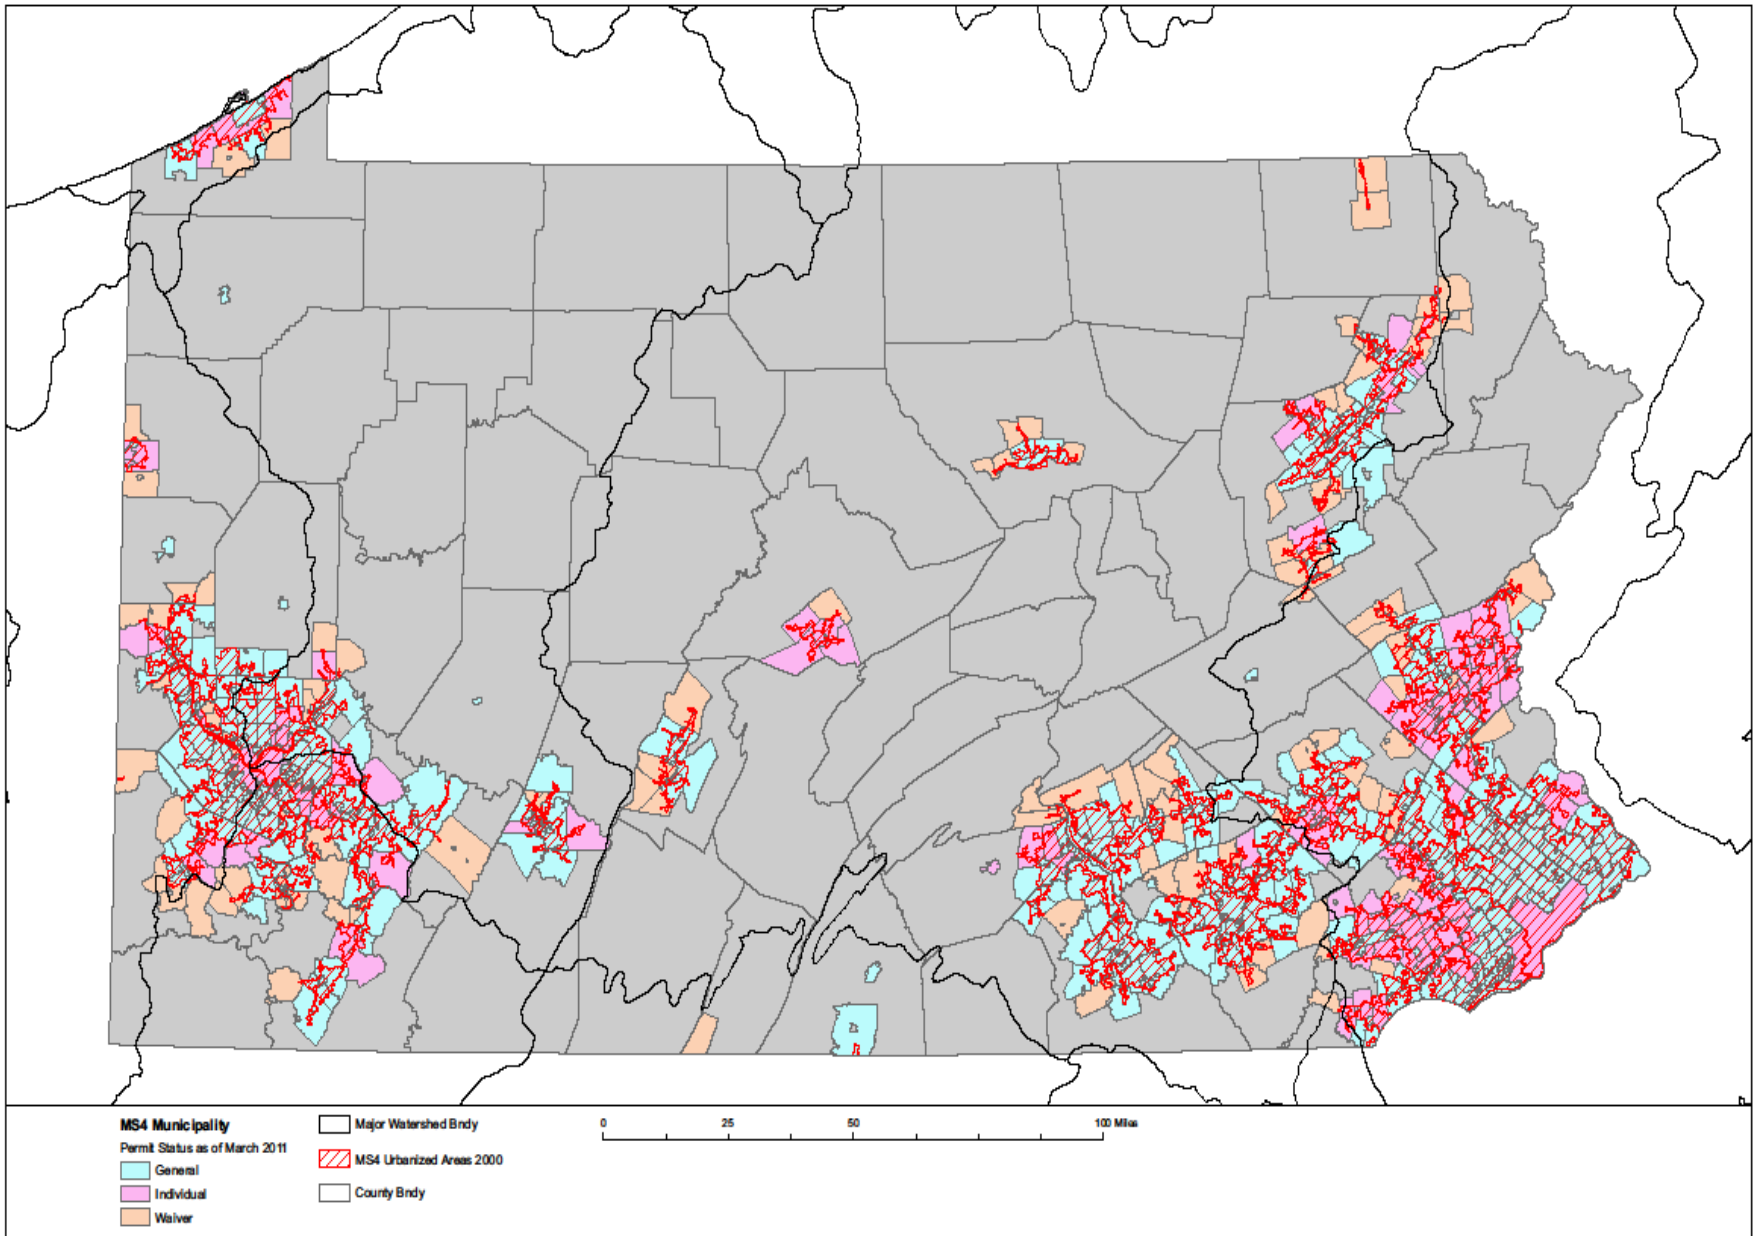 MS4 Municipality
Permit Status as of March 2011
General
Individual
Waiver
Major Watershed Bndy
MS4 Urbanized Areas 2000
County Bndy
0 25 50 100 Miles